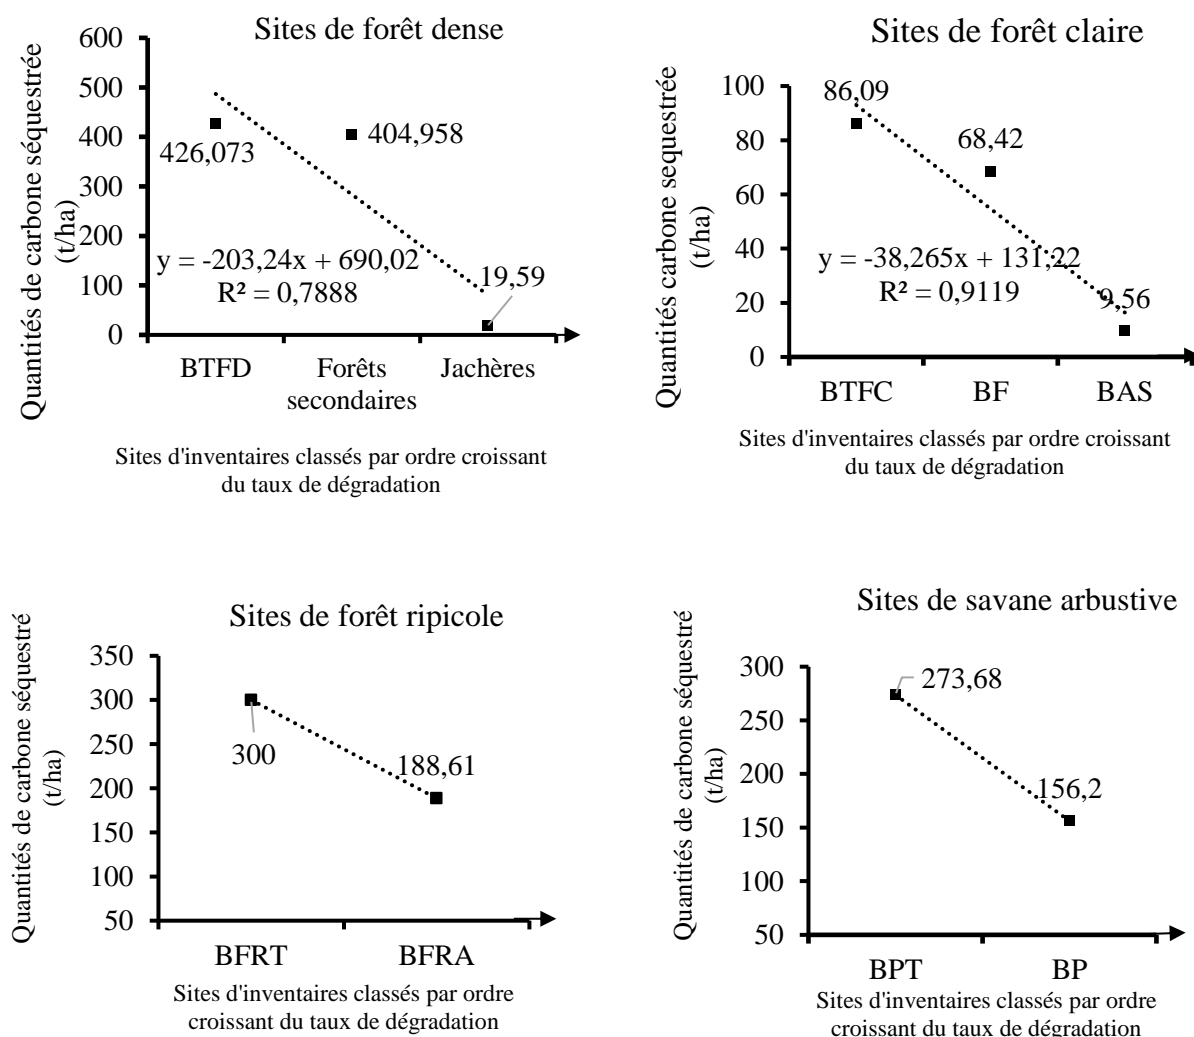 Sites de forêt dense
Quantités de carbone séquestrée
(t/ha)
600
500
400
300
200
100
0
426,073
404,958
19,59
y = -203,24x + 690,02
R² = 0,7888
BTFD
Forêts
secondaires
Jachères
Sites d'inventaires classés par ordre croissant
du taux de dégradation
Sites de forêt claire
Quantités carbone sequestrée
(t/ha)
100
80
60
40
20
0
86,09
68,42
9,56
y = -38,265x + 131,22
R² = 0,9119
BTFC
BF
BAS
Sites d'inventaires classés par ordre croissant
du taux de dégradation
Sites de forêt ripicole
Quantités de carbone séquestré
(t/ha)
350
300
250
200
150
100
50
300
188,61
BFRT
BFRA
Sites d'inventaires classés par ordre
croissant du taux de dégradation
Sites de savane arbustive
Quantités de carbone séquestré
(t/ha)
300
250
200
150
100
50
273,68
156,2
BPT
BP
Sites d'inventaires classés par ordre
croissant du taux de dégradation